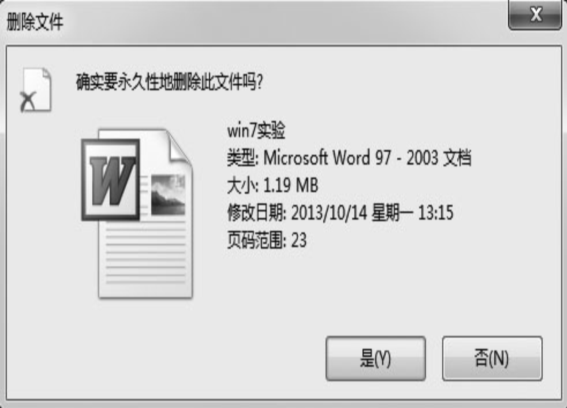 删除文件
X
确实要永久性地删除此文件吗?
W
win7实验
类型: Microsoft Word 97 - 2003 文档
大小: 1.19 MB
修改日期: 2013/10/14 星期一 13:15
页码范围: 23
是(Y)
否(N)